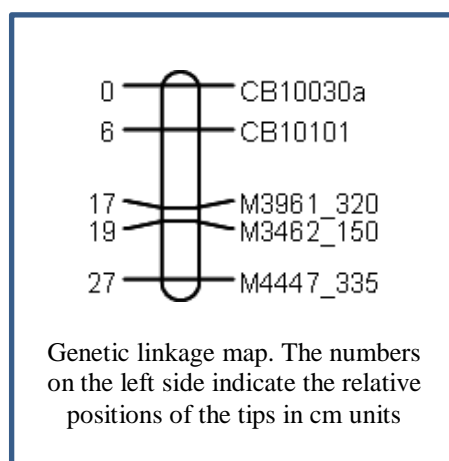 0 CB10030a
6 CB10101
17 M3961_320
19 M3462_150
27 M4447_335
Genetic linkage map. The numbers
on the left side indicate the relative
positions of the tips in cm units